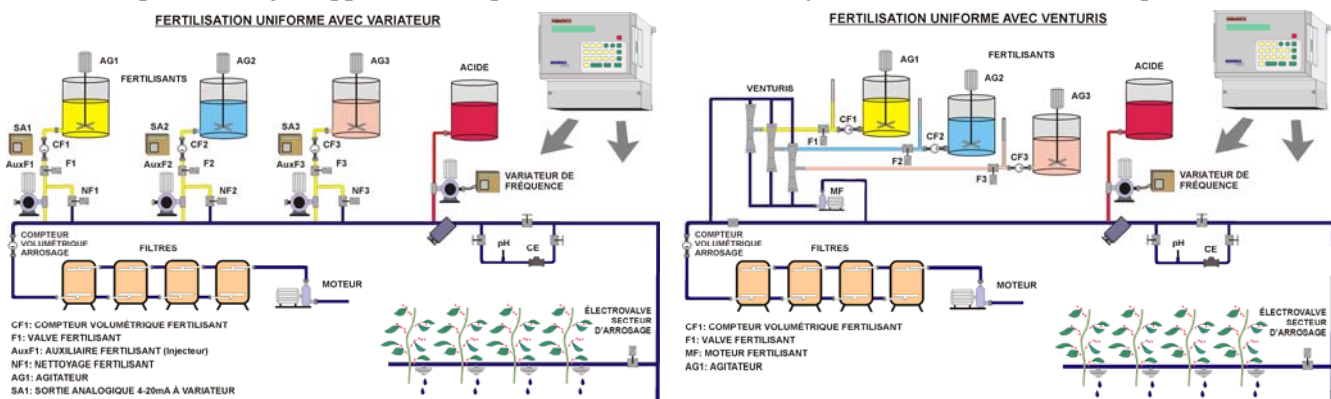 FERTILISATION UNIFORME AVEC VARIATEUR
AG1
AG2
AG3
FERTILISANTS
ACIDE
SA1
SA2
SA3
CF1
CF2
CF3
AuxF1
F1
AuxF2
F2
AuxF3
F3
NF1
NF2
NF3
VARIATEUR DE
FRÉQUENCE
COMPTEUR
VOLUMÉTRIQUE
ARROSAGE
FILTRES
pH
CE
MOTEUR
CF1: COMPTEUR VOLUMÉTRIQUE FERTILISANT
F1: VALVE FERTILISANT
AuxF1: AUXILIAIRE FERTILISANT (Injecteur)
NF1: NETTOYAGE FERTILISANT
AG1: AGITATEUR
SA1: SORTIE ANALOGIQUE 4-20mA À VARIATEUR
ÉLECTROVALVE
SECTEUR
D'ARROSAGE
FERTILISATION UNIFORME AVEC VENTURIS
AG1
FERTILISANTS
AG2
AG3
ACIDE
VENTURIS
F1
CF1
F2
CF2
F3
CF3
MF
VARIATEUR DE
FRÉQUENCE
COMPTEUR
VOLUMÉTRIQUE
ARROSAGE
FILTRES
pH
CE
MOTEUR
CF1: COMPTEUR VOLUMÉTRIQUE FERTILISANT
F1: VALVE FERTILISANT
MF: MOTEUR FERTILISANT
AG1: AGITATEUR
ÉLECTROVALVE
SECTEUR
D'ARROSAGE